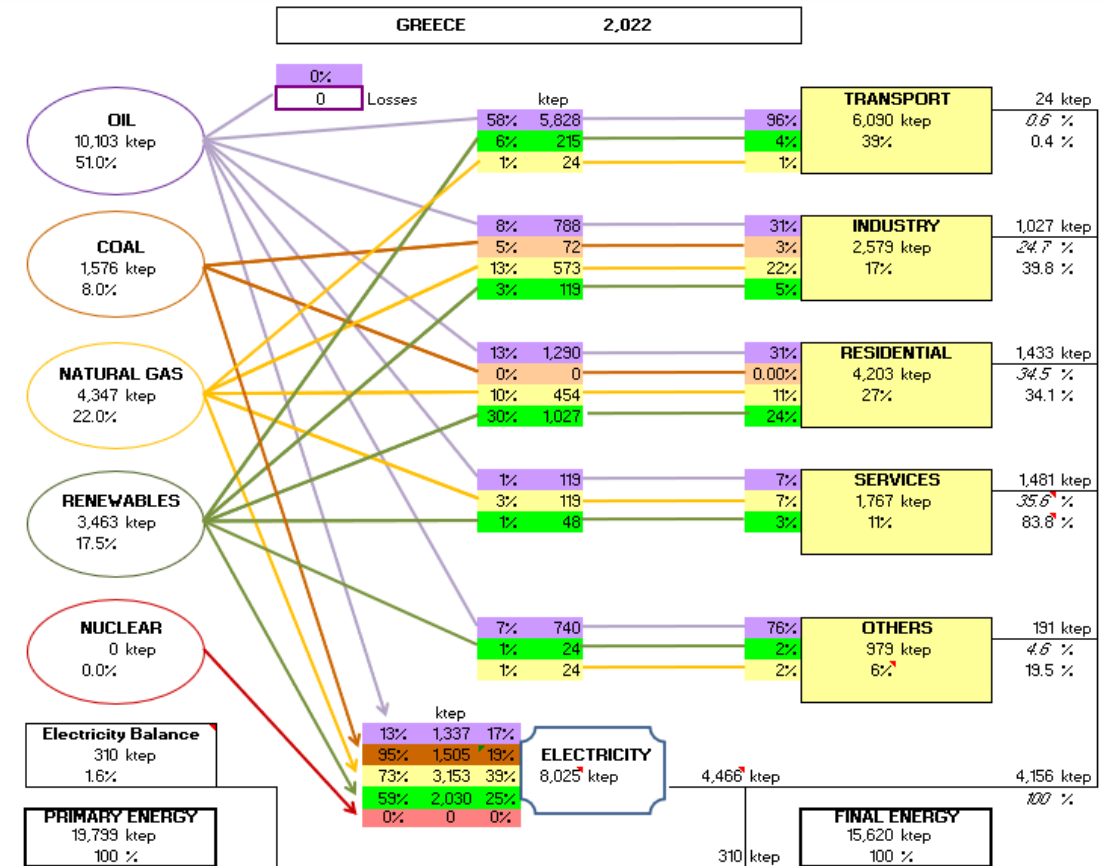 GREECE 2,022
0%
0 Losses
ktep
OIL
10,103 ktep
51.0%
58% 5,828 96%
6% 215 4%
1% 24 1%
TRANSPORT
6,090 ktep
39%
24 ktep
0.6 %
0.4 %
COAL
1,576 ktep
8.0%
8% 788 31%
5% 72 3%
13% 573 22%
3% 119 5%
INDUSTRY
2,579 ktep
17%
1,027 ktep
24.7 %
39.8 %
NATURAL GAS
4,347 ktep
22.0%
13% 1,290 31%
0% 0 0.00%
10% 454 11%
30% 1,027 24%
RESIDENTIAL
4,203 ktep
27%
1,433 ktep
34.5 %
34.1 %
RENEWABLES
3,463 ktep
17.5%
1% 119 7%
3% 119 7%
1% 48 3%
SERVICES
1,767 ktep
11%
1,481 ktep
35.6 %
83.8 %
NUCLEAR
0 ktep
0.0%
7% 740 76%
1% 24 2%
1% 24 2%
OTHERS
979 ktep
6%
191 ktep
4.6 %
19.5 %
Electricity Balance
310 ktep
1.6%
ktep
13% 1,337 17%
95% 1,505 19%
73% 3,153 39%
59% 2,030 25%
0% 0 0%
ELECTRICITY
8,025 ktep
4,466 ktep
4,156 ktep
100 %
PRIMARY ENERGY
19,799 ktep
100 %
310 ktep
FINAL ENERGY
15,620 ktep
100 %